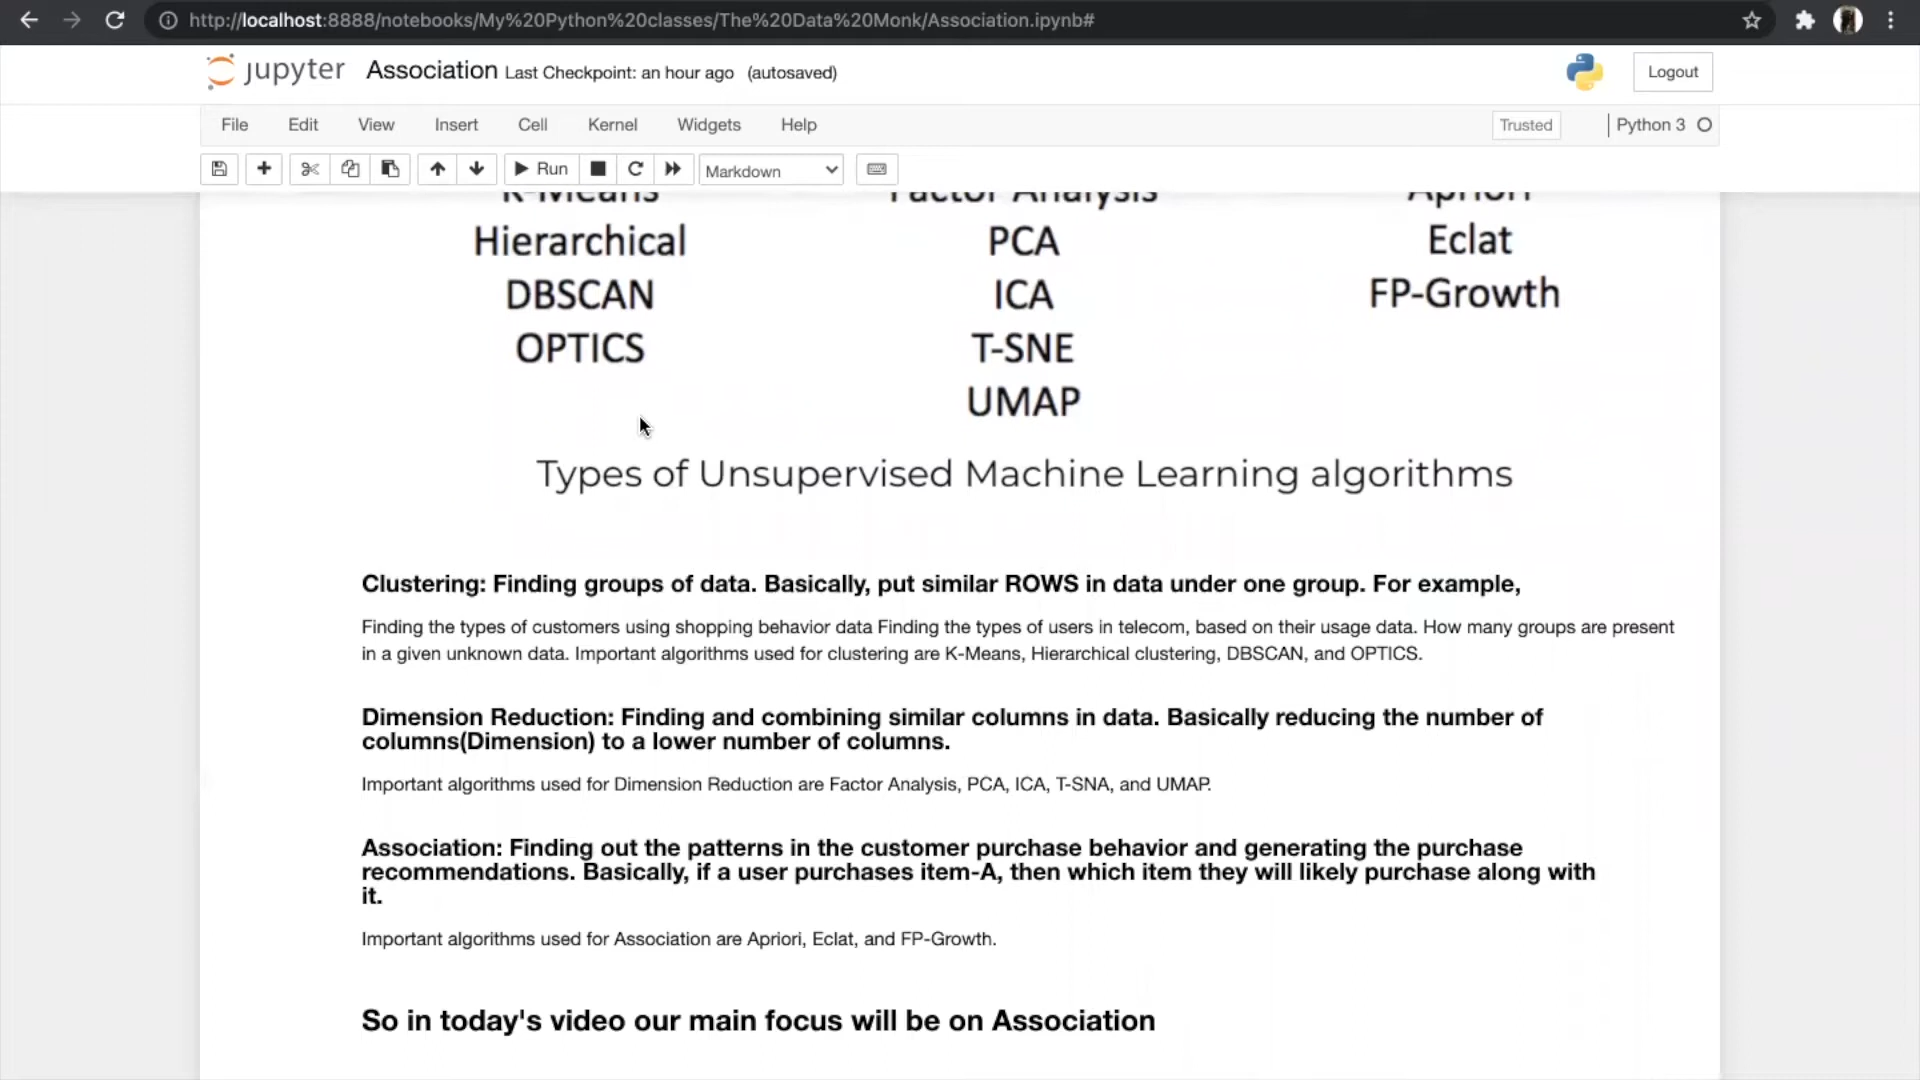 http://localhost:8888/notebooks/My%20Python%20classes/The%20Data%20Monk/Association.ipynb#
jupyter Association Last Checkpoint: an hour ago (autosaved)
Logout
File Edit View Insert Cell Kernel Widgets Help
Trusted
Python 3
Run
Markdown
K-Means Factor Analysis Apriori
Hierarchical PCA Eclat
DBSCAN ICA FP-Growth
OPTICS T-SNE
UMAP
Types of Unsupervised Machine Learning algorithms
Clustering: Finding groups of data. Basically, put similar ROWS in data under one group. For example,
Finding the types of customers using shopping behavior data Finding the types of users in telecom, based on their usage data. How many groups are present
in a given unknown data. Important algorithms used for clustering are K-Means, Hierarchical clustering, DBSCAN, and OPTICS.
Dimension Reduction: Finding and combining similar columns in data. Basically reducing the number of
columns(Dimension) to a lower number of columns.
Important algorithms used for Dimension Reduction are Factor Analysis, PCA, ICA, T-SNA, and UMAP.
Association: Finding out the patterns in the customer purchase behavior and generating the purchase
recommendations. Basically, if a user purchases item-A, then which item they will likely purchase along with
it.
Important algorithms used for Association are Apriori, Eclat, and FP-Growth.
So in today's video our main focus will be on Association